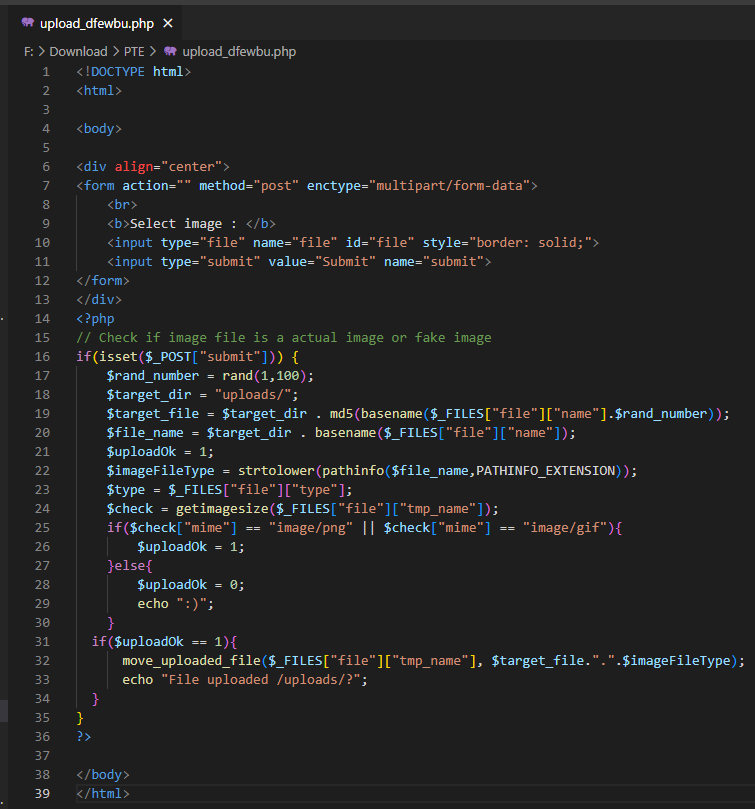 upload_dfewbu.php ×
F: > Download > PTE > upload_dfewbu.php
1 <!DOCTYPE html>
2 <html>
3
4 <body>
5
6 <div align="center">
7 <form action="" method="post" enctype="multipart/form-data">
8     <br>
9     <b>Select image : </b>
10     <input type="file" name="file" id="file" style="border: solid;">
11     <input type="submit" value="Submit" name="submit">
12 </form>
13 </div>
14 <?php
15 // Check if image file is a actual image or fake image
16 if(isset($_POST["submit"])) {
17     $rand_number = rand(1,100);
18     $target_dir = "uploads/";
19     $target_file = $target_dir . md5(basename($_FILES["file"]["name"].$rand_number));
20     $file_name = $target_dir . basename($_FILES["file"]["name"]);
21     $uploadOk = 1;
22     $imageFileType = strtolower(pathinfo($file_name,PATHINFO_EXTENSION));
23     $type = $_FILES["file"]["type"];
24     $check = getimagesize($_FILES["file"]["tmp_name"]);
25     if($check["mime"] == "image/png" || $check["mime"] == "image/gif"){
26         $uploadOk = 1;
27     }else{
28         $uploadOk = 0;
29         echo ":)";
30     }
31   if($uploadOk == 1){
32       move_uploaded_file($_FILES["file"]["tmp_name"], $target_file.".".$imageFileType);
33       echo "File uploaded /uploads/?";
34   }
35 }
36 ?>
37
38 </body>
39 </html>